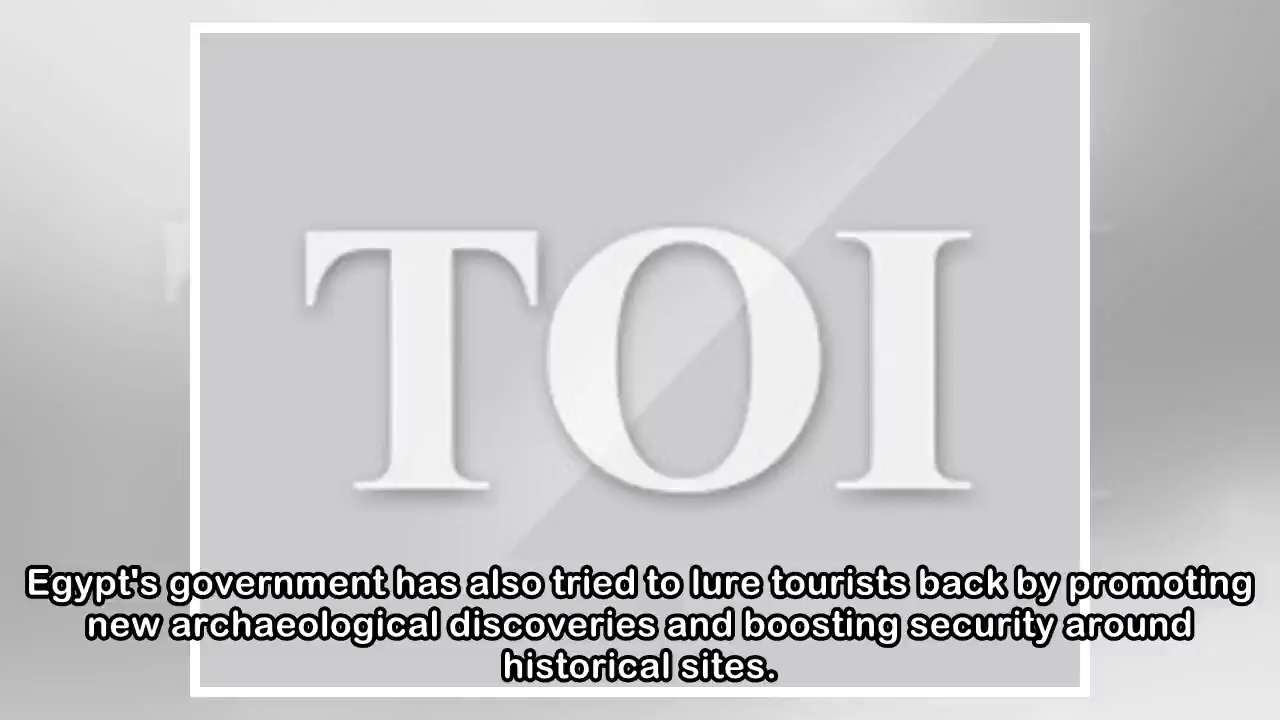 TOI
Egypt's government has also tried to lure tourists back by promoting
new archaeological discoveries and boosting security around
historical sites.